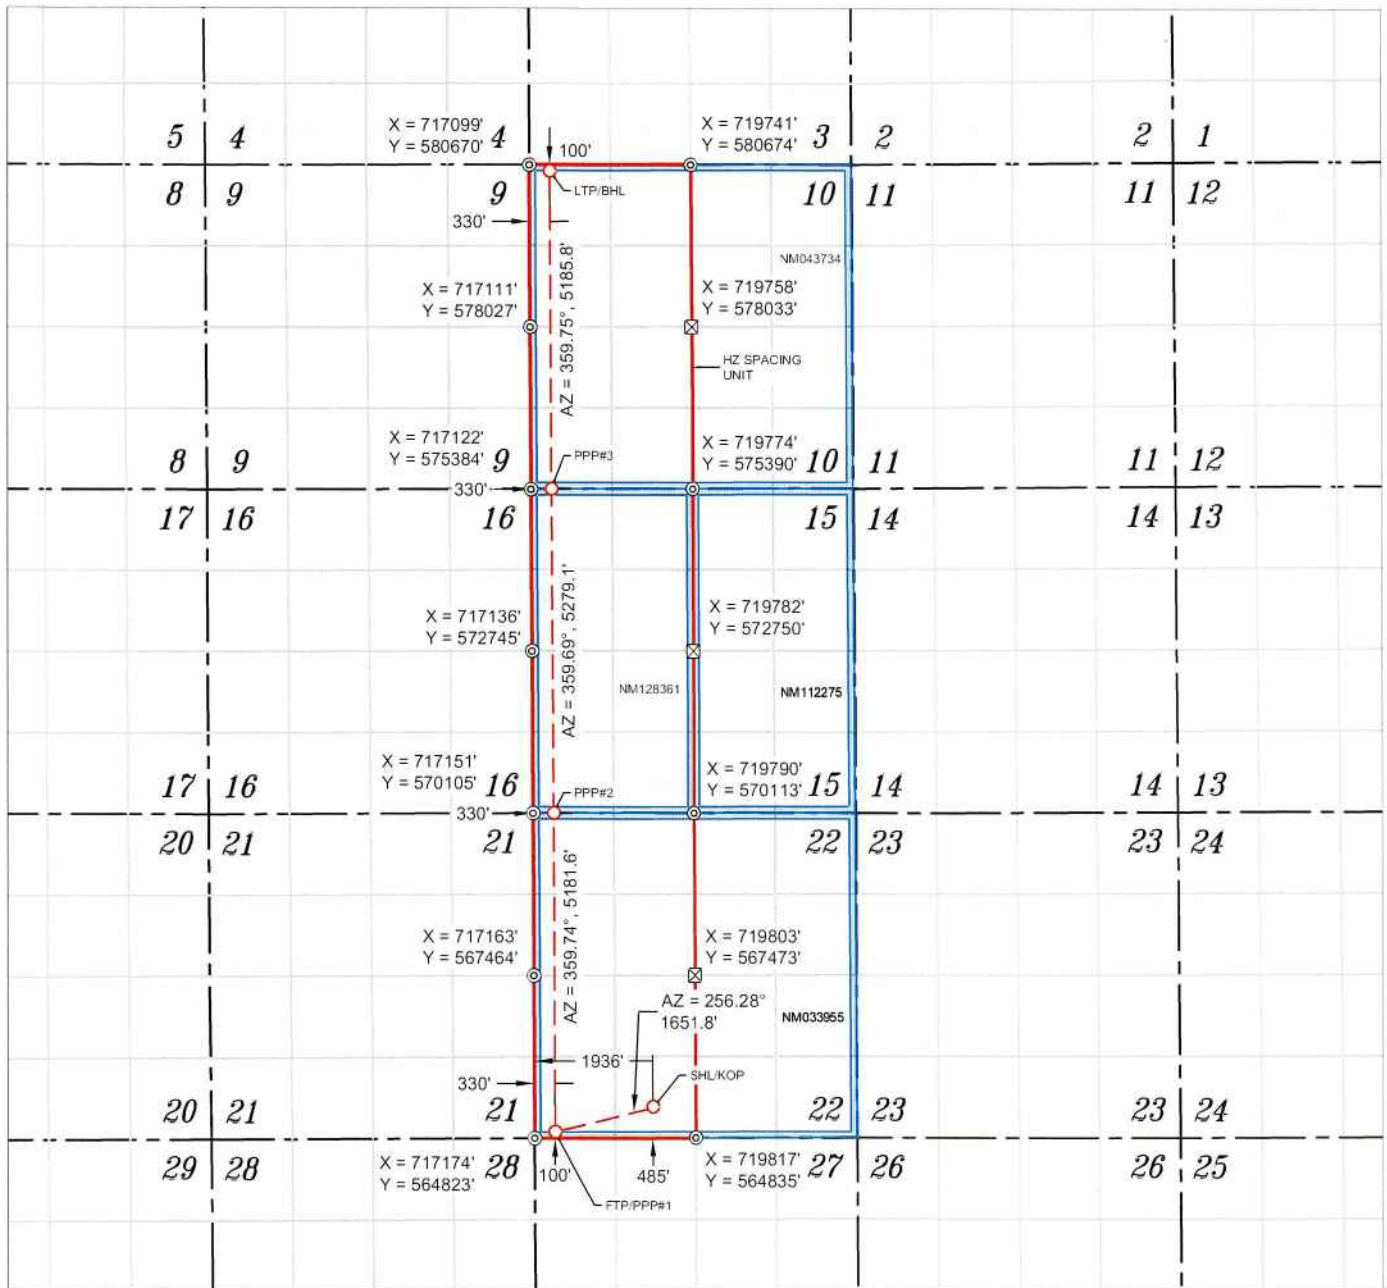 5 4
X = 717099'
Y = 580670'
4
100'
X = 719741'
Y = 580674'
3 2
2 1
8 9
9
LTP/BHL
10 11
11 12
330'
AZ = 359.75°, 5185.8'
NM043734
X = 717111'
Y = 578027'
X = 719758'
Y = 578033'
HZ SPACING
UNIT
X = 717122'
Y = 575384'
8 9
9
PPP#3
X = 719774'
Y = 575390'
10 11
11 12
330'
17 16
16
15 14
14 13
AZ = 359.69°, 5279.1'
X = 717136'
Y = 572745'
X = 719782'
Y = 572750'
NM128361
NM112275
X = 717151'
Y = 570105'
17 16
16
PPP#2
X = 719790'
Y = 570113'
15 14
14 13
330'
20 21
21
22 23
23 24
AZ = 359.74°, 5181.6'
X = 717163'
Y = 567464'
X = 719803'
Y = 567473'
AZ = 256.28°
1651.8'
NM033955
1936'
330'
SHL/KOP
20 21
21
22 23
23 24
29 28
X = 717174'
Y = 564823'
28
100'
485'
X = 719817'
Y = 564835'
27 26
26 25
FTP/PPP#1